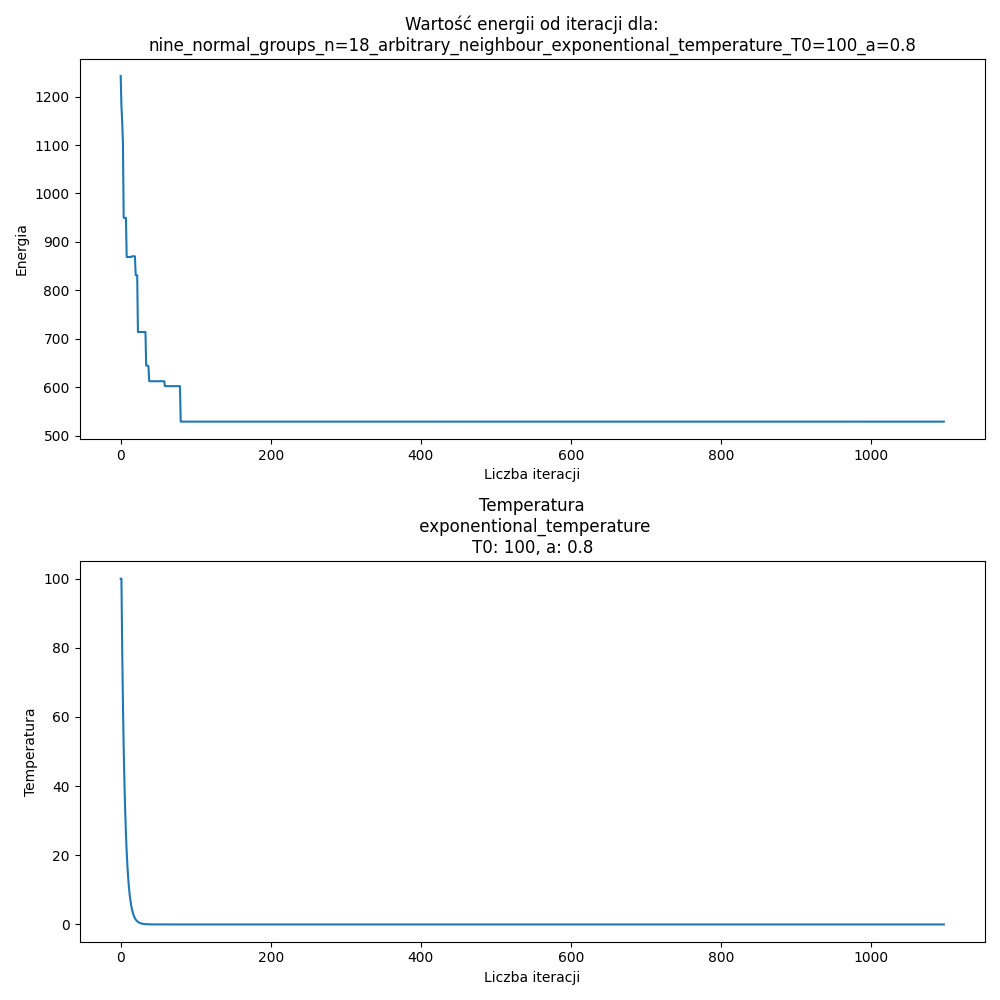 Wartość energii od iteracji dla:
nine_normal_groups_n=18_arbitrary_neighbour_exponentional_temperature_T0=100_a=0.8
1200
1100
1000
900
800
700
600
500
Energia
0
200
400
600
800
1000
Liczba iteracji
Temperatura
exponentional_temperature
T0: 100, a: 0.8
100
80
60
40
20
0
Temperatura
0
200
400
600
800
1000
Liczba iteracji